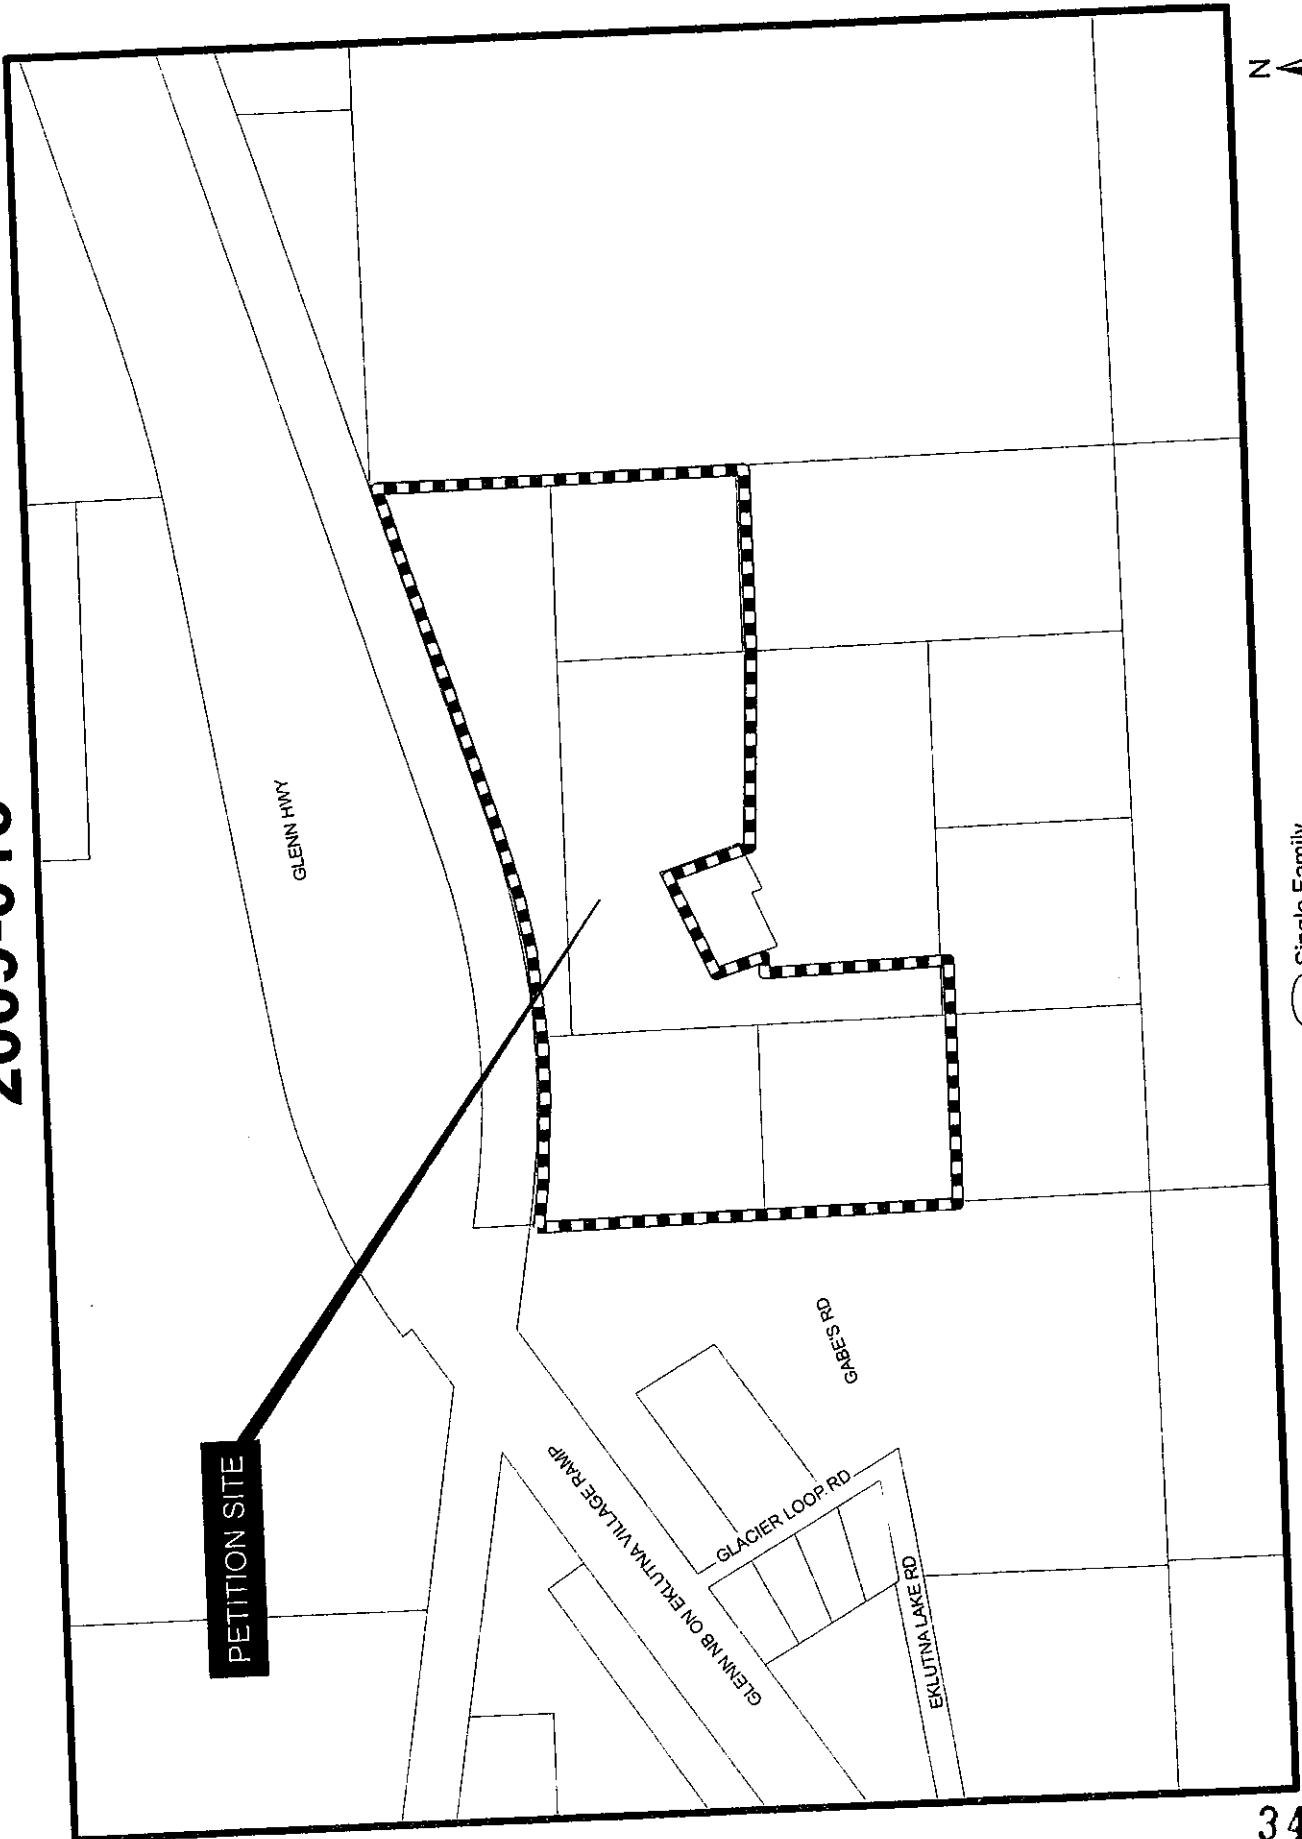 GLENN HWY
PETITION SITE
GABE'S RD
GLENN NB ON EKLUTNA VILLAGE RAMP
GLACIER LOOP RD
EKLUTNA LAKE RD
N
Single Family
34